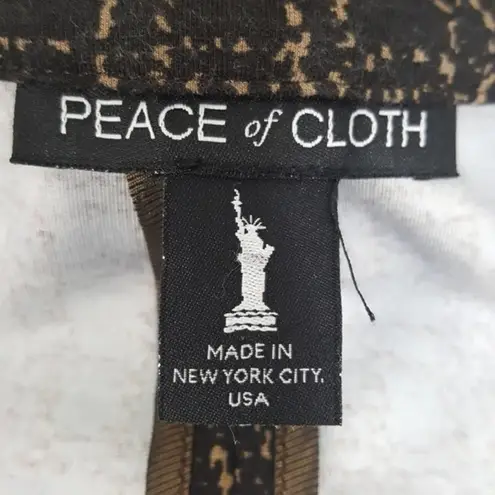 PEACE of CLOTH
MADE IN
NEW YORK CITY.
USA